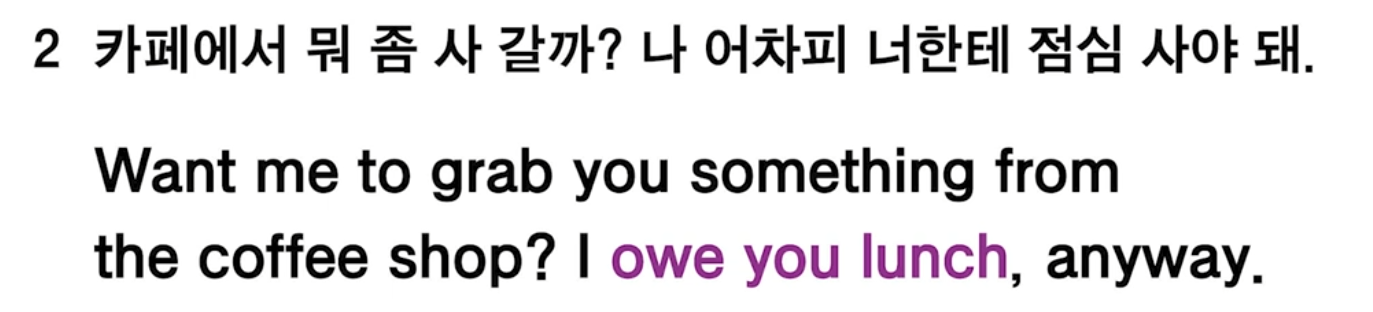 2 카페에서 뭐 좀 사 갈까? 나 어차피 너한테 점심 사야 돼.
Want me to grab you something from
the coffee shop? I owe you lunch, anyway.